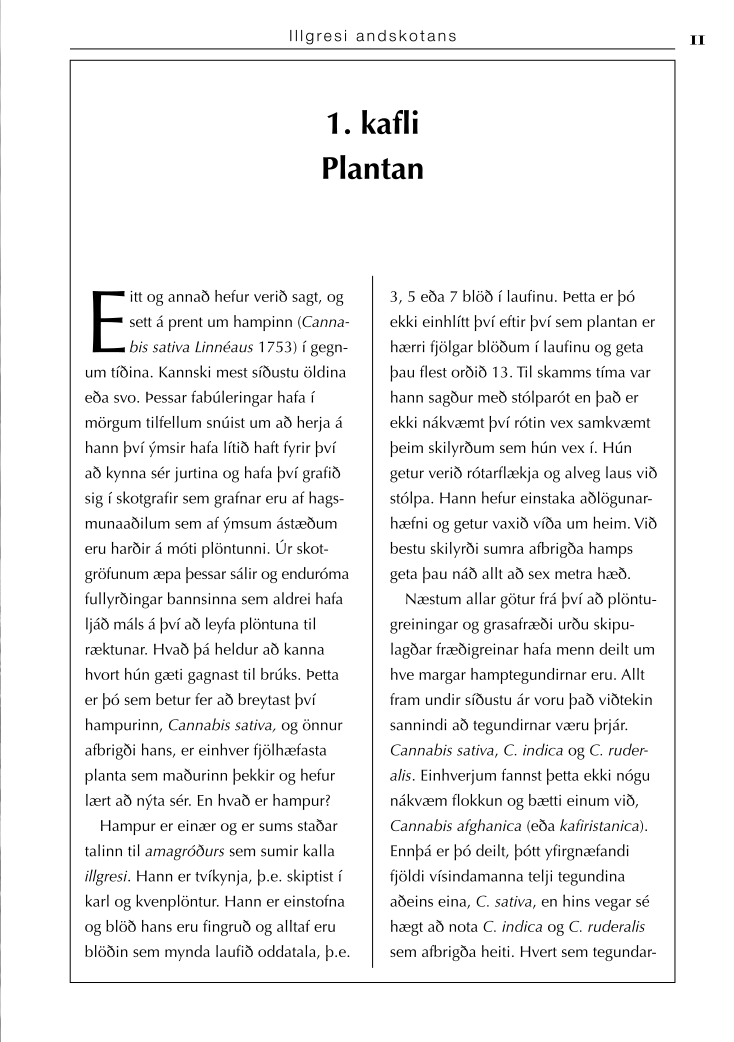 Illgresi andskotans
11
1. kafli
Plantan
Eitt og annað hefur verið sagt, og
sett á prent um hampinn (Canna-
bis sativa Linnéaus 1753) í gegn-
um tíðina. Kannski mest síðustu öldina
eða svo. Þessar fabúleringar hafa í
mörgum tilfellum snúist um að herja á
hann því ýmsir hafa lítið haft fyrir því
að kynna sér jurtina og hafa því grafið
sig í skotgrafir sem grafnar eru af hags-
munaaðilum sem af ýmsum ástæðum
eru harðir á móti plöntunni. Úr skot-
gröfunum æpa þessar sálir og enduróma
fullyrðingar bannsinna sem aldrei hafa
ljáð máls á því að leyfa plöntuna til
ræktunar. Hvað þá heldur að kanna
hvort hún gæti gagnast til brúks. Þetta
er þó sem betur fer að breytast því
hampurinn, Cannabis sativa, og önnur
afbrigði hans, er einhver fjölhæfasta
planta sem maðurinn þekkir og hefur
lært að nýta sér. En hvað er hampur?
Hampur er einær og er sums staðar
talinn til amagróðurs sem sumir kalla
illgresi. Hann er tvíkynja, þ.e. skiptist í
karl og kvenplöntur. Hann er einstofna
og blöð hans eru fingruð og alltaf eru
blöðin sem mynda laufið oddatala, þ.e.
3, 5 eða 7 blöð í laufinu. Þetta er þó
ekki einhlítt því eftir því sem plantan er
hærri fjölgar blöðum í laufinu og geta
þau flest orðið 13. Til skamms tíma var
hann sagður með stólparót en það er
ekki nákvæmt því rótin vex samkvæmt
þeim skilyrðum sem hún vex í. Hún
getur verið rótarflækja og alveg laus við
stólpa. Hann hefur einstaka aðlögunar-
hæfni og getur vaxið víða um heim. Við
bestu skilyrði sumra afbrigða hamps
geta þau náð allt að sex metra hæð.
Næstum allar götur frá því að plöntu-
greiningar og grasafræði urðu skipu-
lagðar fræðigreinar hafa menn deilt um
hve margar hamptegundirnar eru. Allt
fram undir síðustu ár voru það viðtekin
sannindi að tegundirnar væru þrjár.
Cannabis sativa, C. indica og C. ruder-
alis. Einhverjum fannst þetta ekki nógu
nákvæm flokkun og bætti einum við,
Cannabis afghanica (eða kafiristanica).
Ennþá er þó deilt, þótt yfirgnæfandi
fjöldi vísindamanna telji tegundina
aðeins eina, C. sativa, en hins vegar sé
hægt að nota C. indica og C. ruderalis
sem afbrigða heiti. Hvert sem tegundar-